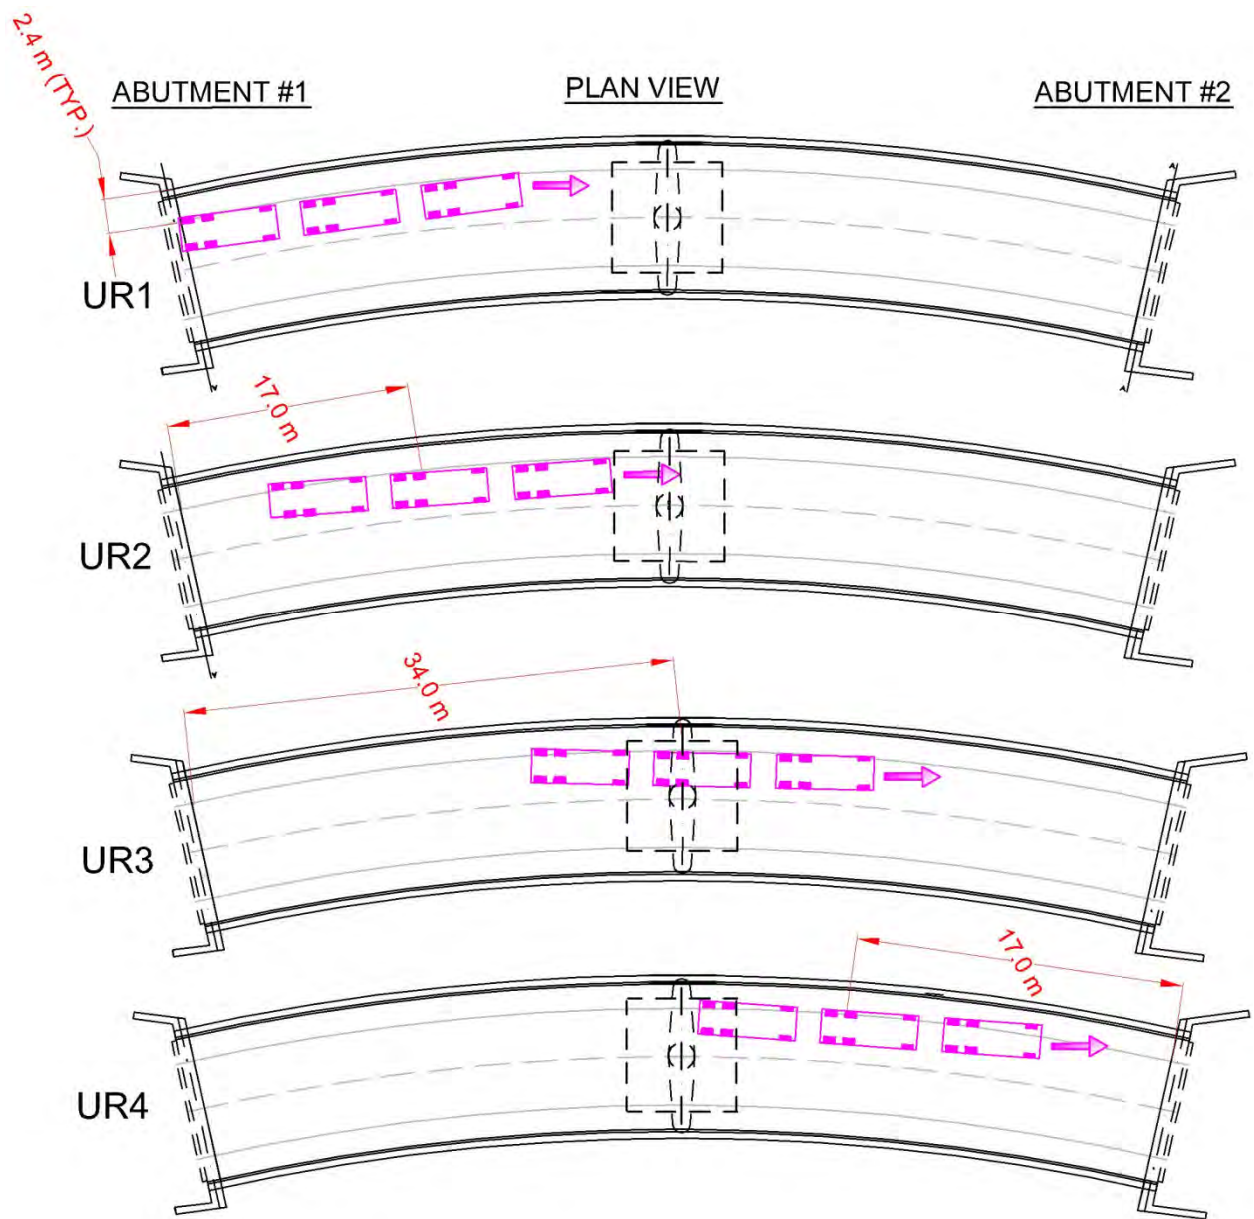 2.4 m (TYP.)
ABUTMENT #1
PLAN VIEW
ABUTMENT #2
UR1
17.0 m
UR2
34.0 m
UR3
17.0 m
UR4